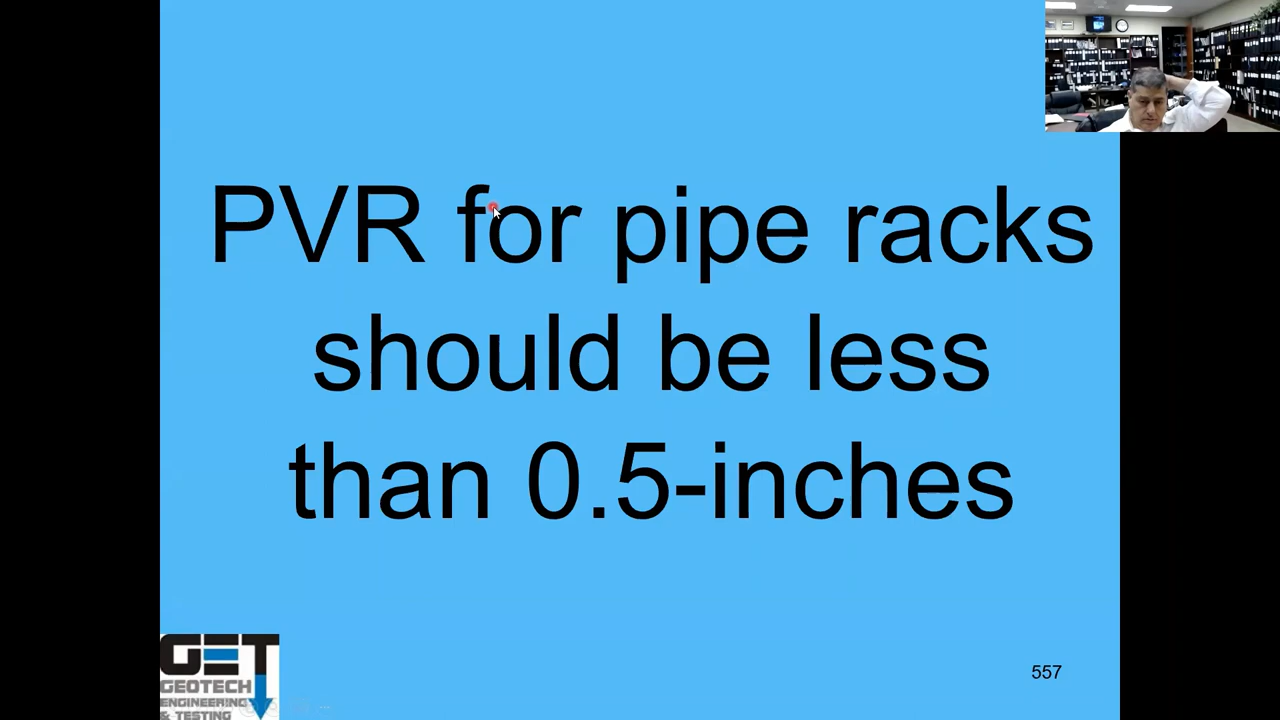 PVR for pipe racks
should be less
than 0.5-inches
GET
GEOTECH
ENGINEERING
& TESTING
557